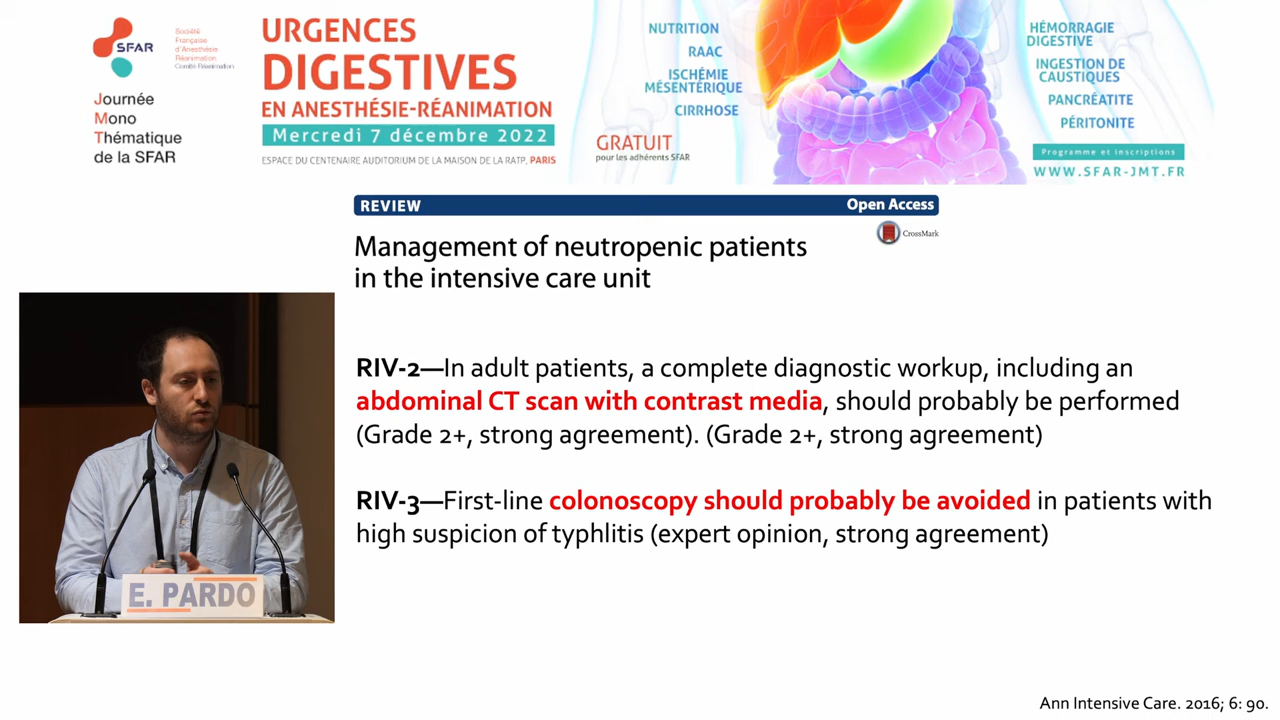 SFAR
Société
Française
d'Anesthésie
Réanimation
Comité Réanimation
Journée
Mono
Thématique
de la SFAR
URGENCES
DIGESTIVES
EN ANESTHÉSIE-RÉANIMATION
Mercredi 7 décembre 2022
ESPACE DU CENTENAIRE AUDITORIUM DE LA MAISON DE LA RATP, PARIS
NUTRITION
RAAC
ISCHÉMIE
MÉSENTÉRIQUE
CIRRHOSE
GRATUIT
pour les adhérents SFAR
HÉMORRAGIE
DIGESTIVE
INGESTION DE
CAUSTIQUES
PANCRÉATITE
PÉRITONITE
Programme et inscriptions
WWW.SFAR-JMT.FR
REVIEW
Open Access
CrossMark
Management of neutropenic patients
in the intensive care unit
RIV-2—In adult patients, a complete diagnostic workup, including an
abdominal CT scan with contrast media, should probably be performed
(Grade 2+, strong agreement). (Grade 2+, strong agreement)
RIV-3—First-line colonoscopy should probably be avoided in patients with
high suspicion of typhlitis (expert opinion, strong agreement)
E. PARDO
Ann Intensive Care. 2016; 6: 90.